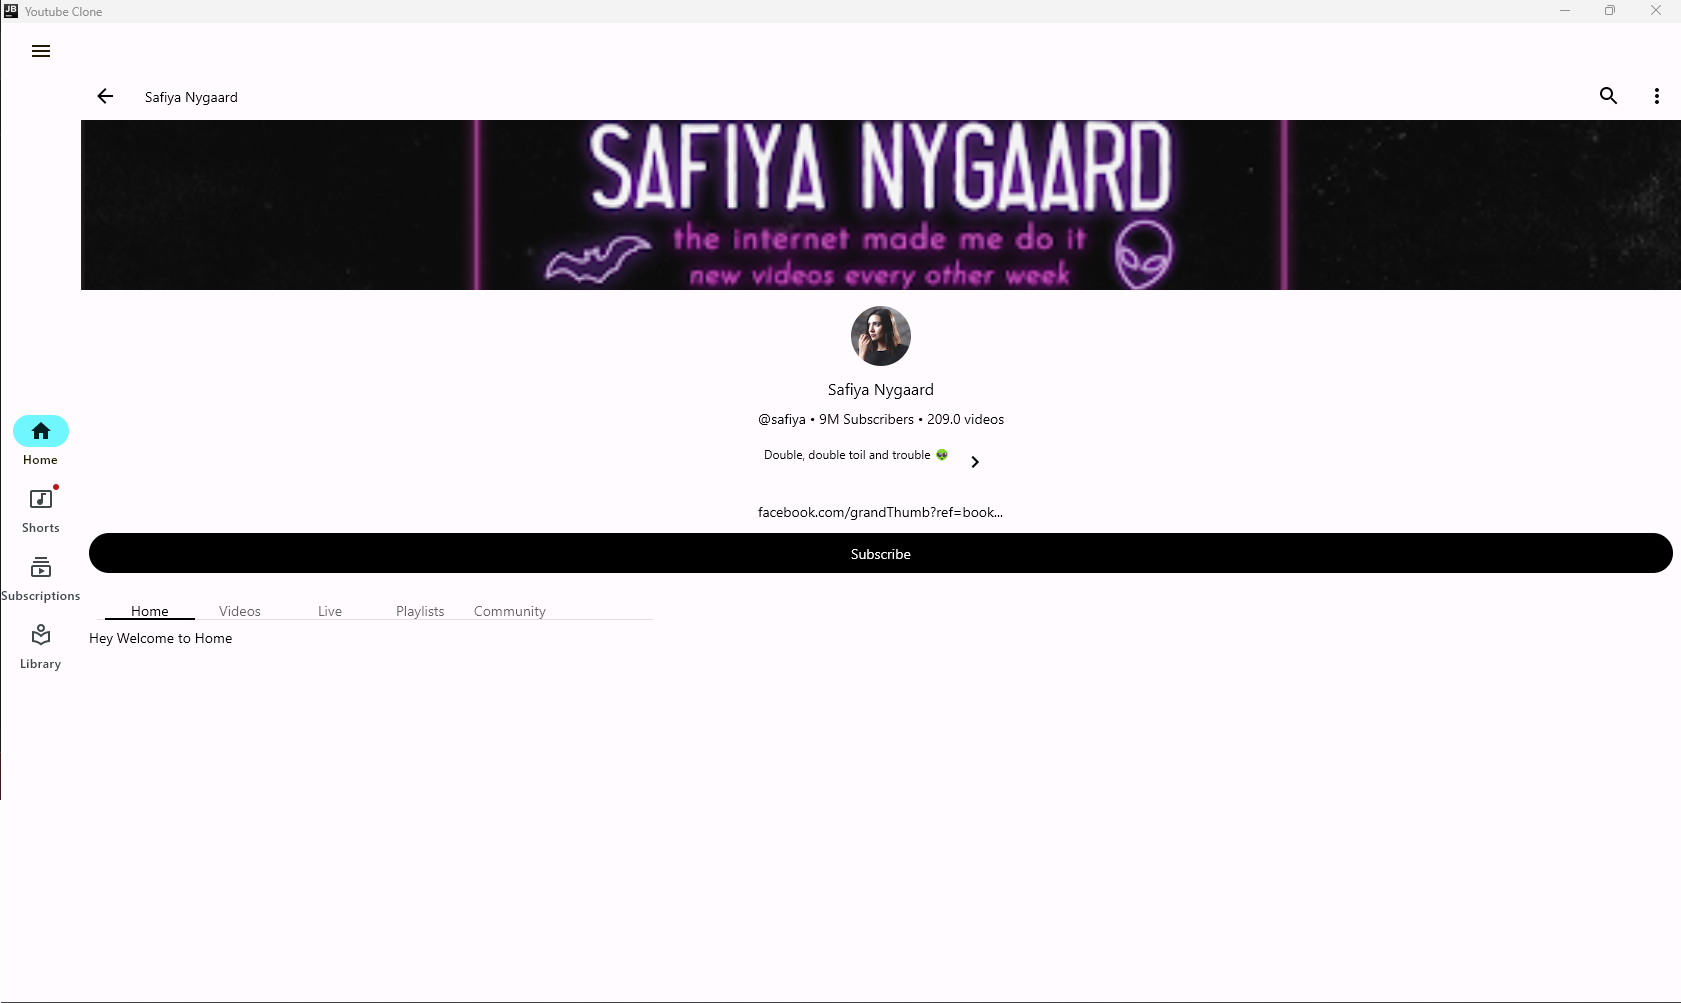 JB Youtube Clone
Safiya Nygaard
SAFIYA NYGAARD
the internet made me do it
new videos every other week
Safiya Nygaard
@safiya • 9M Subscribers • 209.0 videos
Double, double toil and trouble 👽
facebook.com/grandThumb?ref=book...
Subscribe
Home Videos Live Playlists Community
Hey Welcome to Home
Home
Shorts
Subscriptions
Library